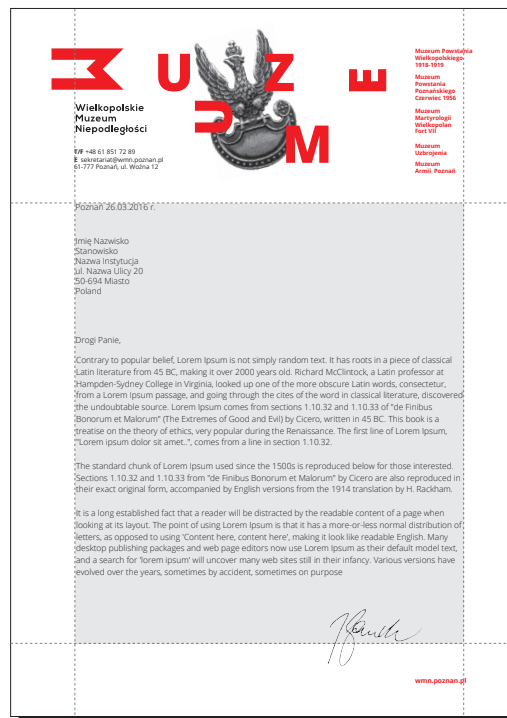 M U Z E U M
Wielkopolskie
Muzeum
Niepodległości
T/F +48 61 851 72 89
E sekretariat@wmn.poznan.pl
61-777 Poznań, ul. Woźna 12
Muzeum Powstania
Wielkopolskiego
1918-1919
Muzeum
Powstania
Poznańskiego
Czerwiec 1956
Muzeum
Martyrologii
Wielkopolan
Fort VII
Muzeum
Uzbrojenia
Muzeum
Armii Poznań
Poznań 26.03.2016 r.
Imię Nazwisko
Stanowisko
Nazwa Instytucja
ul. Nazwa Ulicy 20
50-694 Miasto
Poland
Drogi Panie,
Contrary to popular belief, Lorem Ipsum is not simply random text. It has roots in a piece of classical
Latin literature from 45 BC, making it over 2000 years old. Richard McClintock, a Latin professor at
Hampden-Sydney College in Virginia, looked up one of the more obscure Latin words, consectetur,
from a Lorem Ipsum passage, and going through the cites of the word in classical literature, discovered
the undoubtable source. Lorem Ipsum comes from sections 1.10.32 and 1.10.33 of "de Finibus
Bonorum et Malorum" (The Extremes of Good and Evil) by Cicero, written in 45 BC. This book is a
treatise on the theory of ethics, very popular during the Renaissance. The first line of Lorem Ipsum,
"Lorem ipsum dolor sit amet..", comes from a line in section 1.10.32.
The standard chunk of Lorem Ipsum used since the 1500s is reproduced below for those interested.
Sections 1.10.32 and 1.10.33 from "de Finibus Bonorum et Malorum" by Cicero are also reproduced in
their exact original form, accompanied by English versions from the 1914 translation by H. Rackham.
It is a long established fact that a reader will be distracted by the readable content of a page when
looking at its layout. The point of using Lorem Ipsum is that it has a more-or-less normal distribution of
letters, as opposed to using 'Content here, content here', making it look like readable English. Many
desktop publishing packages and web page editors now use Lorem Ipsum as their default model text,
and a search for 'lorem ipsum' will uncover many web sites still in their infancy. Various versions have
evolved over the years, sometimes by accident, sometimes on purpose
wmn.poznan.pl